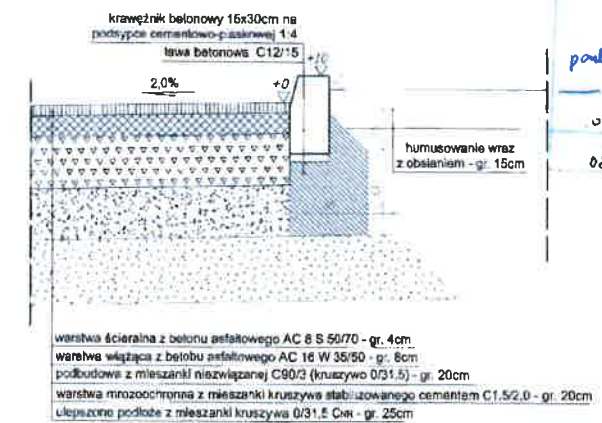 krawężnik betonowy 15x30cm na
podsypce cementowo-piaskowej 1:4
ława betonowa C12/15
+10
2,0%
+0
humusowanie wraz
z obsianiem - gr. 15cm
warstwa ścieralna z betonu asfaltowego AC 8 S 50/70 - gr. 4cm
warstwa wiążąca z betobu asfaltowego AC 16 W 35/50 - gr. 8cm
podbudowa z mieszanki niezwiązanej C90/3 (kruszywo 0/31,5) - gr. 20cm
warstwa mrozoochronna z mieszanki kruszywa stabilizowanego cementem C1.5/2,0 - gr. 20cm
ulepszone podłoże z mieszanki kruszywa 0/31,5 CNR - gr. 25cm